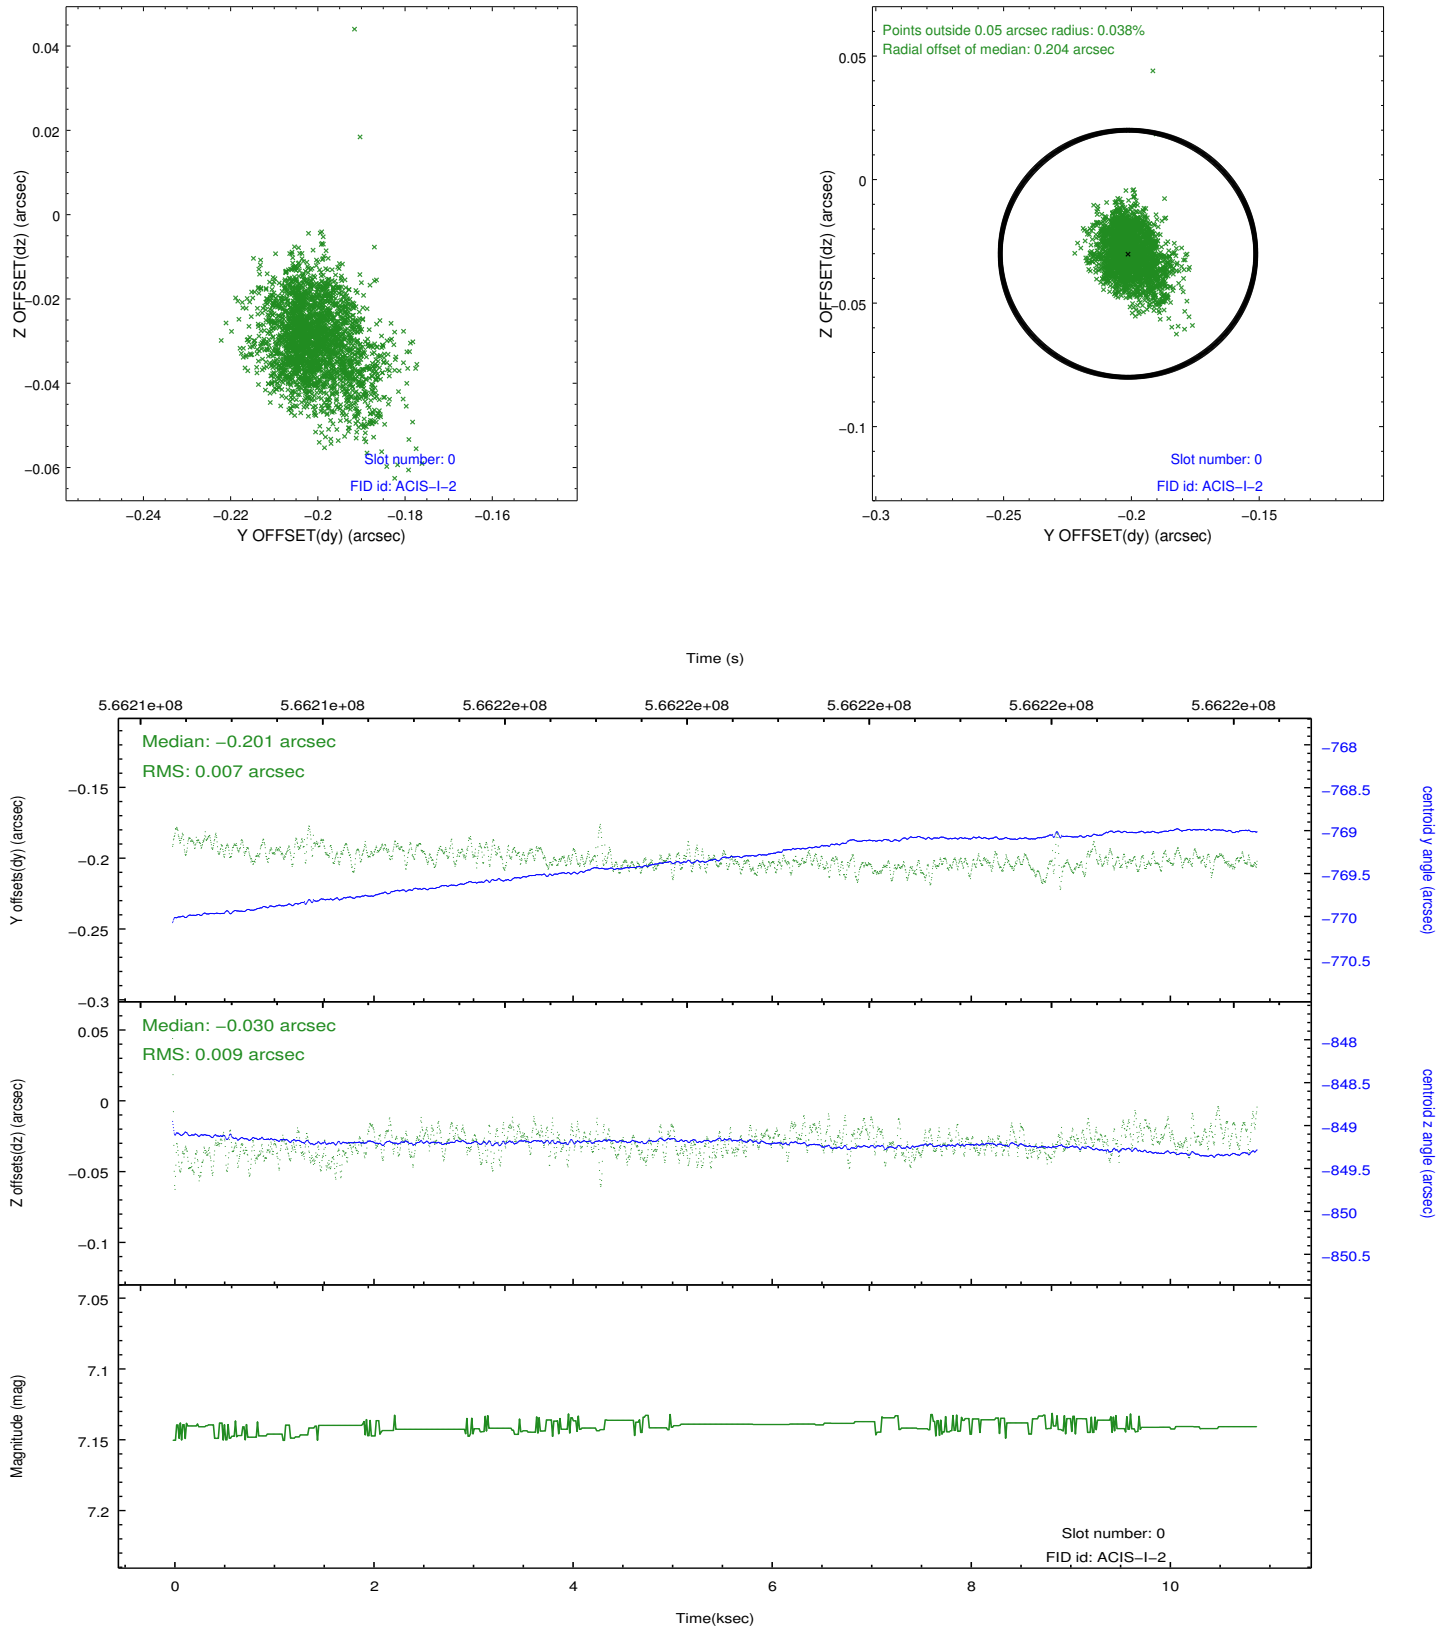 0.04
0.02
0
−0.02
−0.04
−0.06
Z OFFSET(dz) (arcsec)
Slot number: 0
FID id: ACIS−I−2
−0.24
−0.22
−0.2
−0.18
−0.16
Y OFFSET(dy) (arcsec)
Points outside 0.05 arcsec radius: 0.038%
Radial offset of median: 0.204 arcsec
0.05
0
−0.05
−0.1
Z OFFSET(dz) (arcsec)
Slot number: 0
FID id: ACIS−I−2
−0.3
−0.25
−0.2
−0.15
Y OFFSET(dy) (arcsec)
Time (s)
5.6621e+08
5.6621e+08
5.6622e+08
5.6622e+08
5.6622e+08
5.6622e+08
5.6622e+08
Median: −0.201 arcsec
RMS: 0.007 arcsec
−0.15
−0.2
−0.25
−0.3
Y offsets(dy) (arcsec)
−768
−768.5
−769
−769.5
−770
−770.5
centroid y angle (arcsec)
Median: −0.030 arcsec
RMS: 0.009 arcsec
0.05
0
−0.05
−0.1
Z offsets(dz) (arcsec)
−848
−848.5
−849
−849.5
−850
−850.5
centroid z angle (arcsec)
7.05
7.1
7.15
7.2
Magnitude (mag)
Slot number: 0
FID id: ACIS−I−2
0
2
4
6
8
10
Time(ksec)